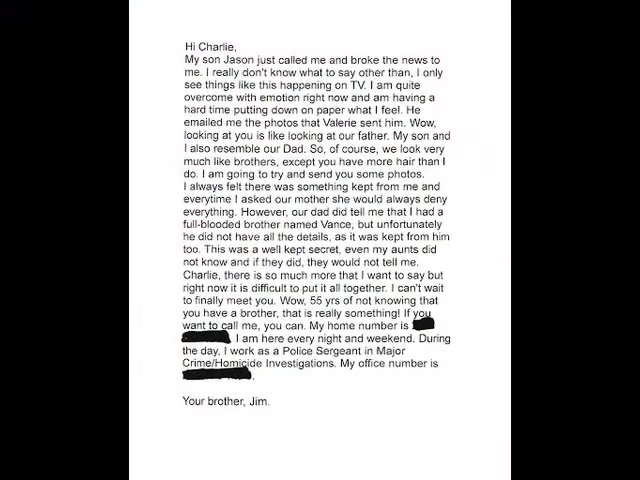 Hi Charlie,
My son Jason just called me and broke the news to
me. I really don't know what to say other than, I only
see things like this happening on TV. I am quite
overcome with emotion right now and am having a
hard time putting down on paper what I feel. He
emailed me the photos that Valerie sent him. Wow,
looking at you is like looking at our father. My son and
I also resemble our Dad. So, of course, we look very
much like brothers, except you have more hair than I
do. I am going to try and send you some photos.
I always felt there was something kept from me and
everytime I asked our mother she would always deny
everything. However, our dad did tell me that I had a
full-blooded brother named Vance, but unfortunately
he did not have all the details, as it was kept from him
too. This was a well kept secret, even my aunts did
not know and if they did, they would not tell me.
Charlie, there is so much more that I want to say but
right now it is difficult to put it all together. I can't wait
to finally meet you. Wow, 55 yrs of not knowing that
you have a brother, that is really something! If you
want to call me, you can. My home number is
I am here every night and weekend. During
the day, I work as a Police Sergeant in Major
Crime/Homicide Investigations. My office number is
.
Your brother, Jim.